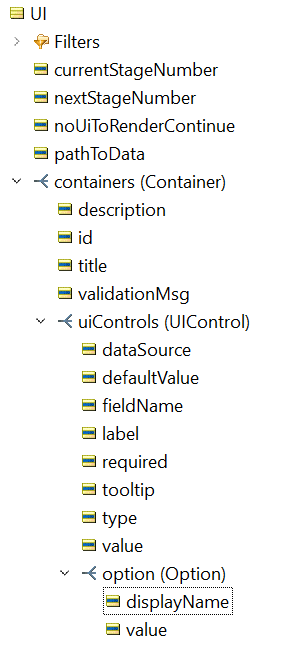 UI
Filters
currentStageNumber
nextStageNumber
noUiToRenderContinue
pathToData
containers (Container)
description
id
title
validationMsg
uiControls (UIControl)
dataSource
defaultValue
fieldName
label
required
tooltip
type
value
option (Option)
displayName
value